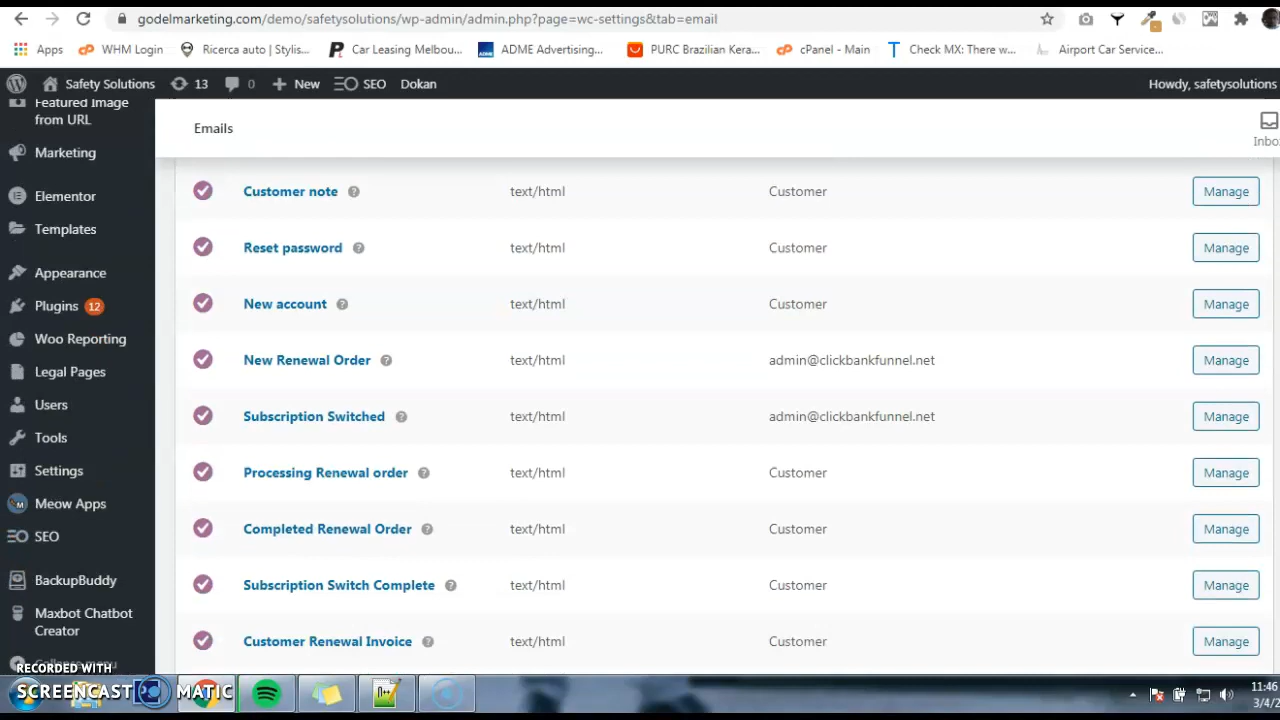 godelmarketing.com/demo/safetysolutions/wp-admin/admin.php?page=wc-settings&tab=email
Apps WHM Login Ricerca auto | Stylis... Car Leasing Melbou... ADME Advertising... PURC Brazilian Kera... cPanel - Main Check MX: There w... Airport Car Service...
Safety Solutions 13 0 New SEO Dokan Howdy, safetysolutions
Featured Image
from URL
Marketing
Elementor
Templates
Appearance
Plugins 12
Woo Reporting
Legal Pages
Users
Tools
Settings
Meow Apps
SEO
BackupBuddy
Maxbot Chatbot
Creator
Collapse menu
Emails
Inbo
Customer note text/html Customer Manage
Reset password text/html Customer Manage
New account text/html Customer Manage
New Renewal Order text/html admin@clickbankfunnel.net Manage
Subscription Switched text/html admin@clickbankfunnel.net Manage
Processing Renewal order text/html Customer Manage
Completed Renewal Order text/html Customer Manage
Subscription Switch Complete text/html Customer Manage
Customer Renewal Invoice text/html Customer Manage
RECORDED WITH
SCREENCAST MATIC
11:46
3/4/2